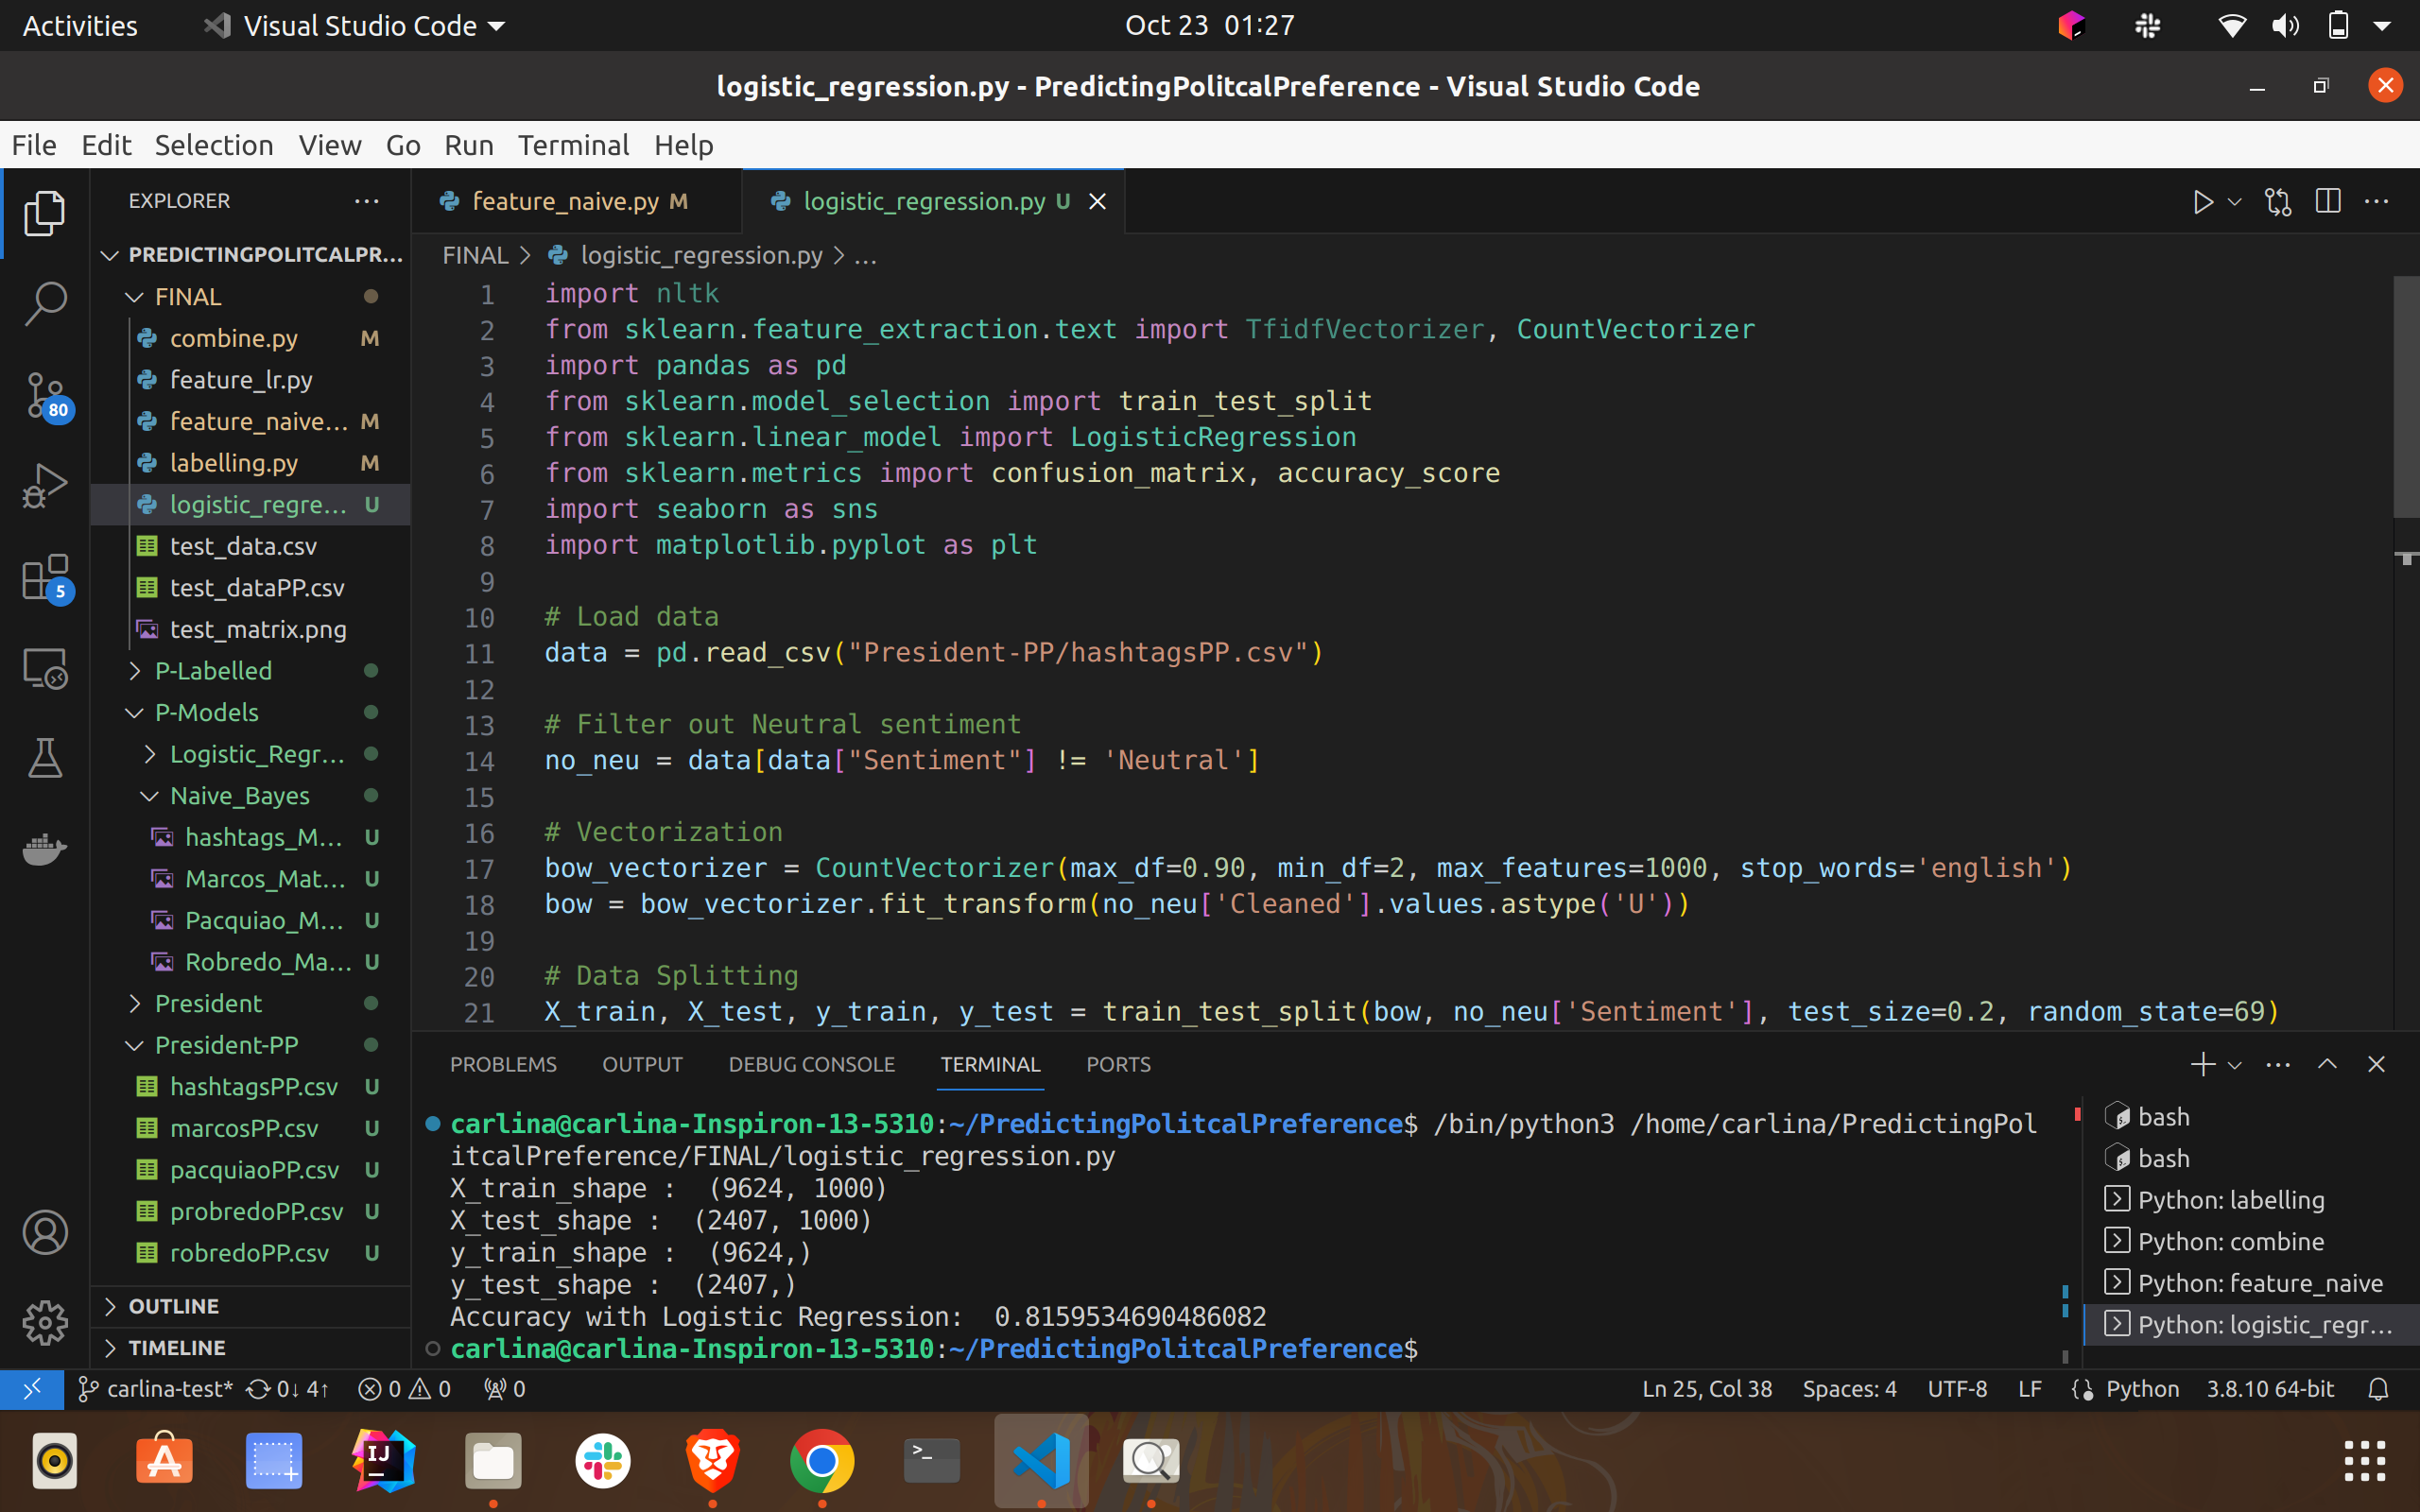 Activities
Visual Studio Code
Oct 23 01:27
logistic_regression.py - PredictingPolitcalPreference - Visual Studio Code
File Edit Selection View Go Run Terminal Help
EXPLORER
PREDICTINGPOLITCALPR...
FINAL
combine.py M
feature_lr.py
feature_naive... M
labelling.py M
logistic_regre... U
test_data.csv
test_dataPP.csv
test_matrix.png
P-Labelled
P-Models
Logistic_Regr...
Naive_Bayes
hashtags_M... U
Marcos_Mat... U
Pacquiao_M... U
Robredo_Ma... U
President
President-PP
hashtagsPP.csv U
marcosPP.csv U
pacquiaoPP.csv U
probredoPP.csv U
robredoPP.csv U
OUTLINE
TIMELINE
80
5
feature_naive.py M
logistic_regression.py U
FINAL > logistic_regression.py > ...
1 import nltk
2 from sklearn.feature_extraction.text import TfidfVectorizer, CountVectorizer
3 import pandas as pd
4 from sklearn.model_selection import train_test_split
5 from sklearn.linear_model import LogisticRegression
6 from sklearn.metrics import confusion_matrix, accuracy_score
7 import seaborn as sns
8 import matplotlib.pyplot as plt
9
10 # Load data
11 data = pd.read_csv("President-PP/hashtagsPP.csv")
12
13 # Filter out Neutral sentiment
14 no_neu = data[data["Sentiment"] != 'Neutral']
15
16 # Vectorization
17 bow_vectorizer = CountVectorizer(max_df=0.90, min_df=2, max_features=1000, stop_words='english')
18 bow = bow_vectorizer.fit_transform(no_neu['Cleaned'].values.astype('U'))
19
20 # Data Splitting
21 X_train, X_test, y_train, y_test = train_test_split(bow, no_neu['Sentiment'], test_size=0.2, random_state=69)
PROBLEMS OUTPUT DEBUG CONSOLE TERMINAL PORTS
carlina@carlina-Inspiron-13-5310:~/PredictingPolitcalPreference$ /bin/python3 /home/carlina/PredictingPol
itcalPreference/FINAL/logistic_regression.py
X_train_shape :  (9624, 1000)
X_test_shape :  (2407, 1000)
y_train_shape :  (9624,)
y_test_shape :  (2407,)
Accuracy with Logistic Regression:  0.8159534690486082
carlina@carlina-Inspiron-13-5310:~/PredictingPolitcalPreference$
bash
bash
Python: labelling
Python: combine
Python: feature_naive
Python: logistic_regr...
carlina-test* 0↓ 4↑ 0 0 0
Ln 25, Col 38 Spaces: 4 UTF-8 LF Python 3.8.10 64-bit
IJ